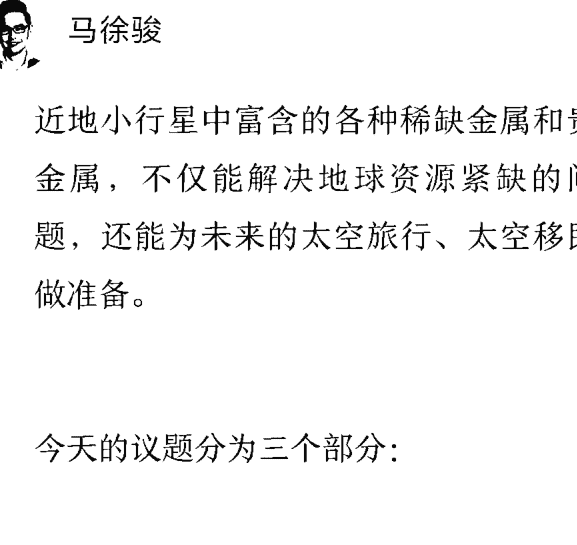 马徐骏
近地小行星中富含的各种稀缺金属和贵
金属，不仅能解决地球资源紧缺的问
题，还能为未来的太空旅行、太空移民
做准备。
今天的议题分为三个部分：